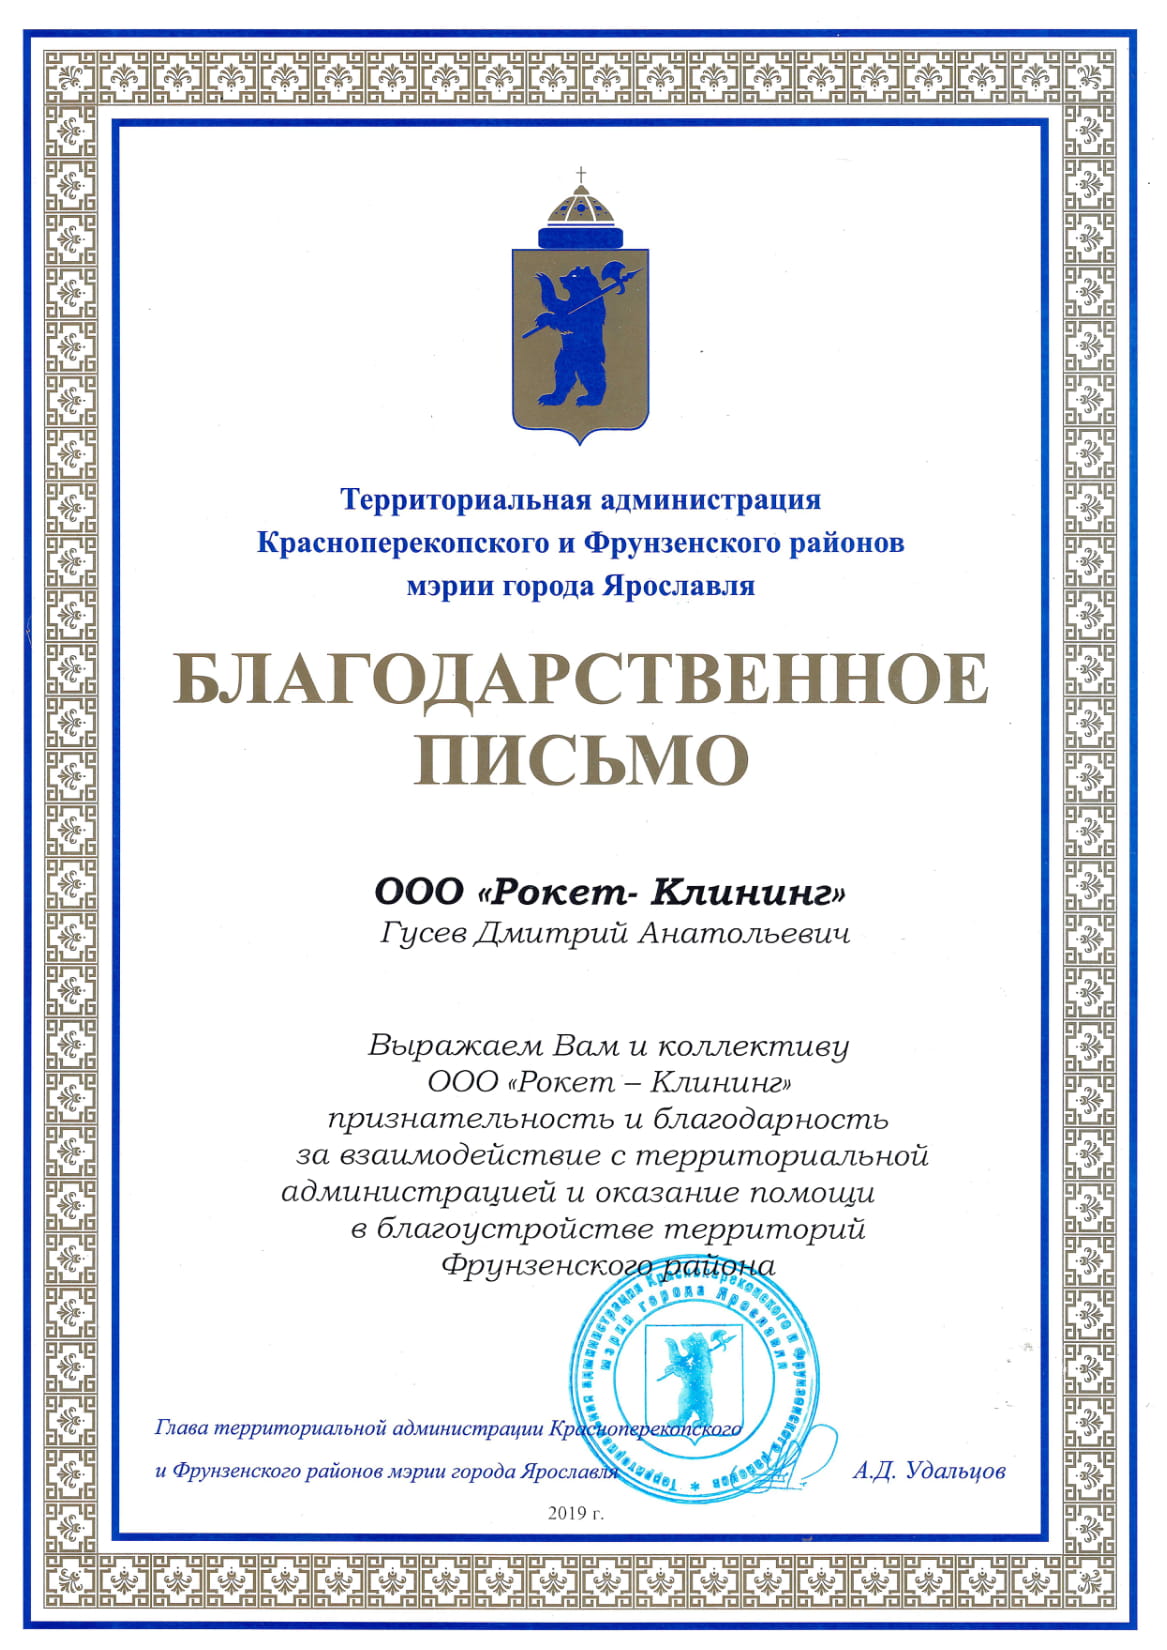 Территориальная администрация
Красноперекопского и Фрунзенского районов
мэрии города Ярославля
БЛАГОДАРСТВЕННОЕ
ПИСЬМО
ООО «Рокет- Клининг»
Гусев Дмитрий Анатольевич
Выражаем Вам и коллективу
ООО «Рокет – Клининг»
признательность и благодарность
за взаимодействие с территориальной
администрацией и оказание помощи
в благоустройстве территорий
Фрунзенского района
Территориальная администрация Красноперекопского и Фрунзенского районов *
мэрии города Ярославля
Глава территориальной администрации Красноперекопского
и Фрунзенского районов мэрии города Ярославля
А.Д. Удальцов
2019 г.